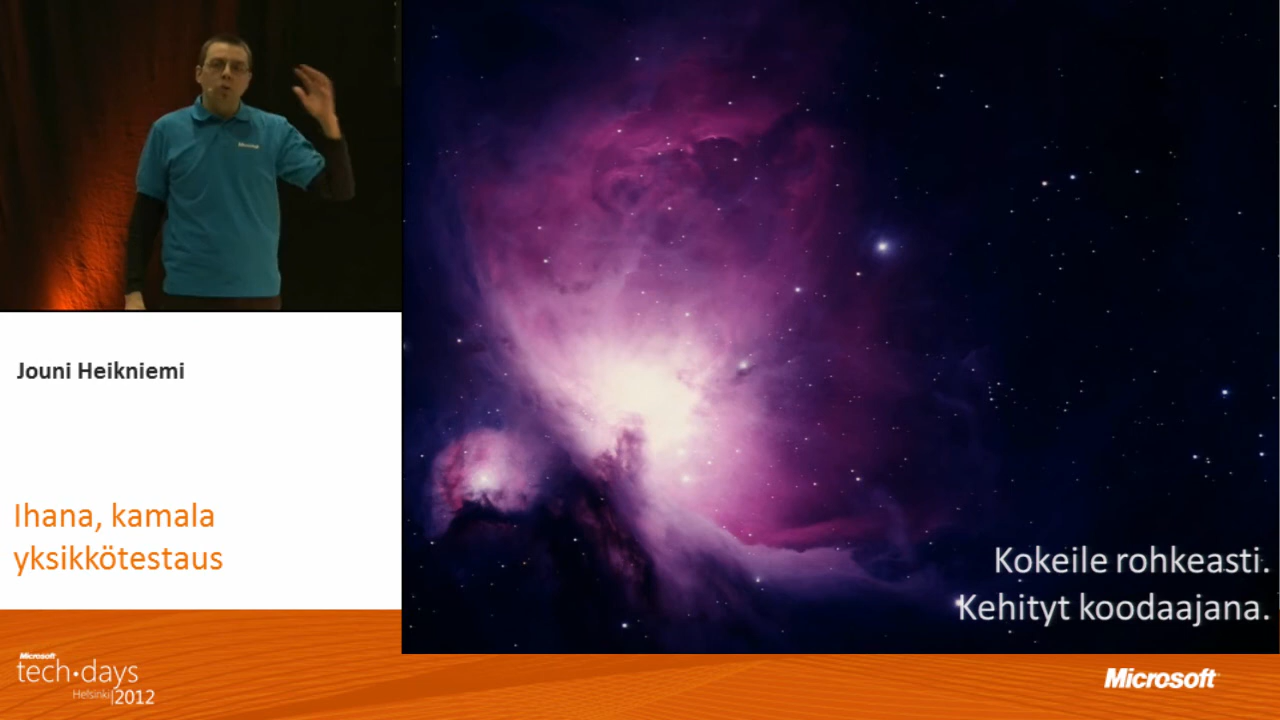 Jouni Heikniemi
Ihana, kamala
yksikkötestaus
Kokeile rohkeasti.
Kehityt koodaajana.
Microsoft
tech·days
Helsinki|2012
Microsoft